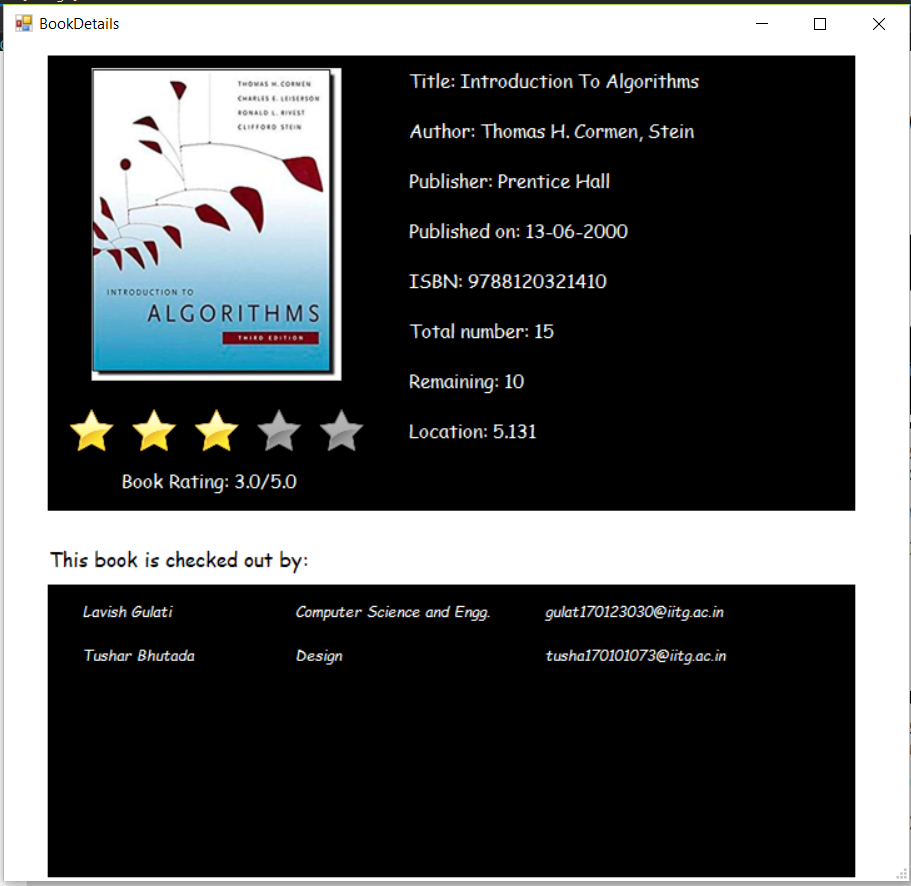 BookDetails
THOMAS H. CORMEN
CHARLES E. LEISERSON
RONALD L. RIVEST
CLIFFORD STEIN
INTRODUCTION TO
ALGORITHMS
THIRD EDITION
Book Rating: 3.0/5.0
Title: Introduction To Algorithms
Author: Thomas H. Cormen, Stein
Publisher: Prentice Hall
Published on: 13-06-2000
ISBN: 9788120321410
Total number: 15
Remaining: 10
Location: 5.131
This book is checked out by:
Lavish Gulati Computer Science and Engg. gulat170123030@iitg.ac.in
Tushar Bhutada Design tusha170101073@iitg.ac.in